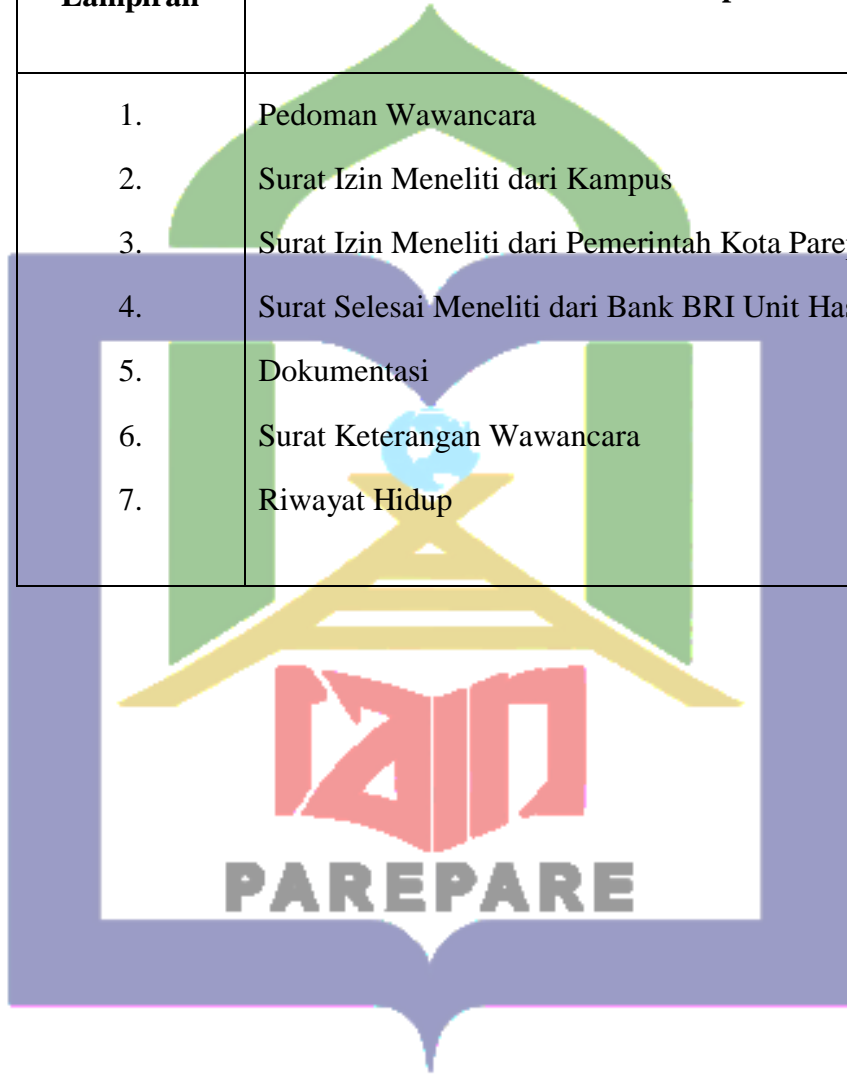 Lampiran
1. Pedoman Wawancara
2. Surat Izin Meneliti dari Kampus
3. Surat Izin Meneliti dari Pemerintah Kota
4. Surat Selesai Meneliti dari Bank BRI Unit
5. Dokumentasi
6. Surat Keterangan Wawancara
7. Riwayat Hidup
iain
PAREPARE